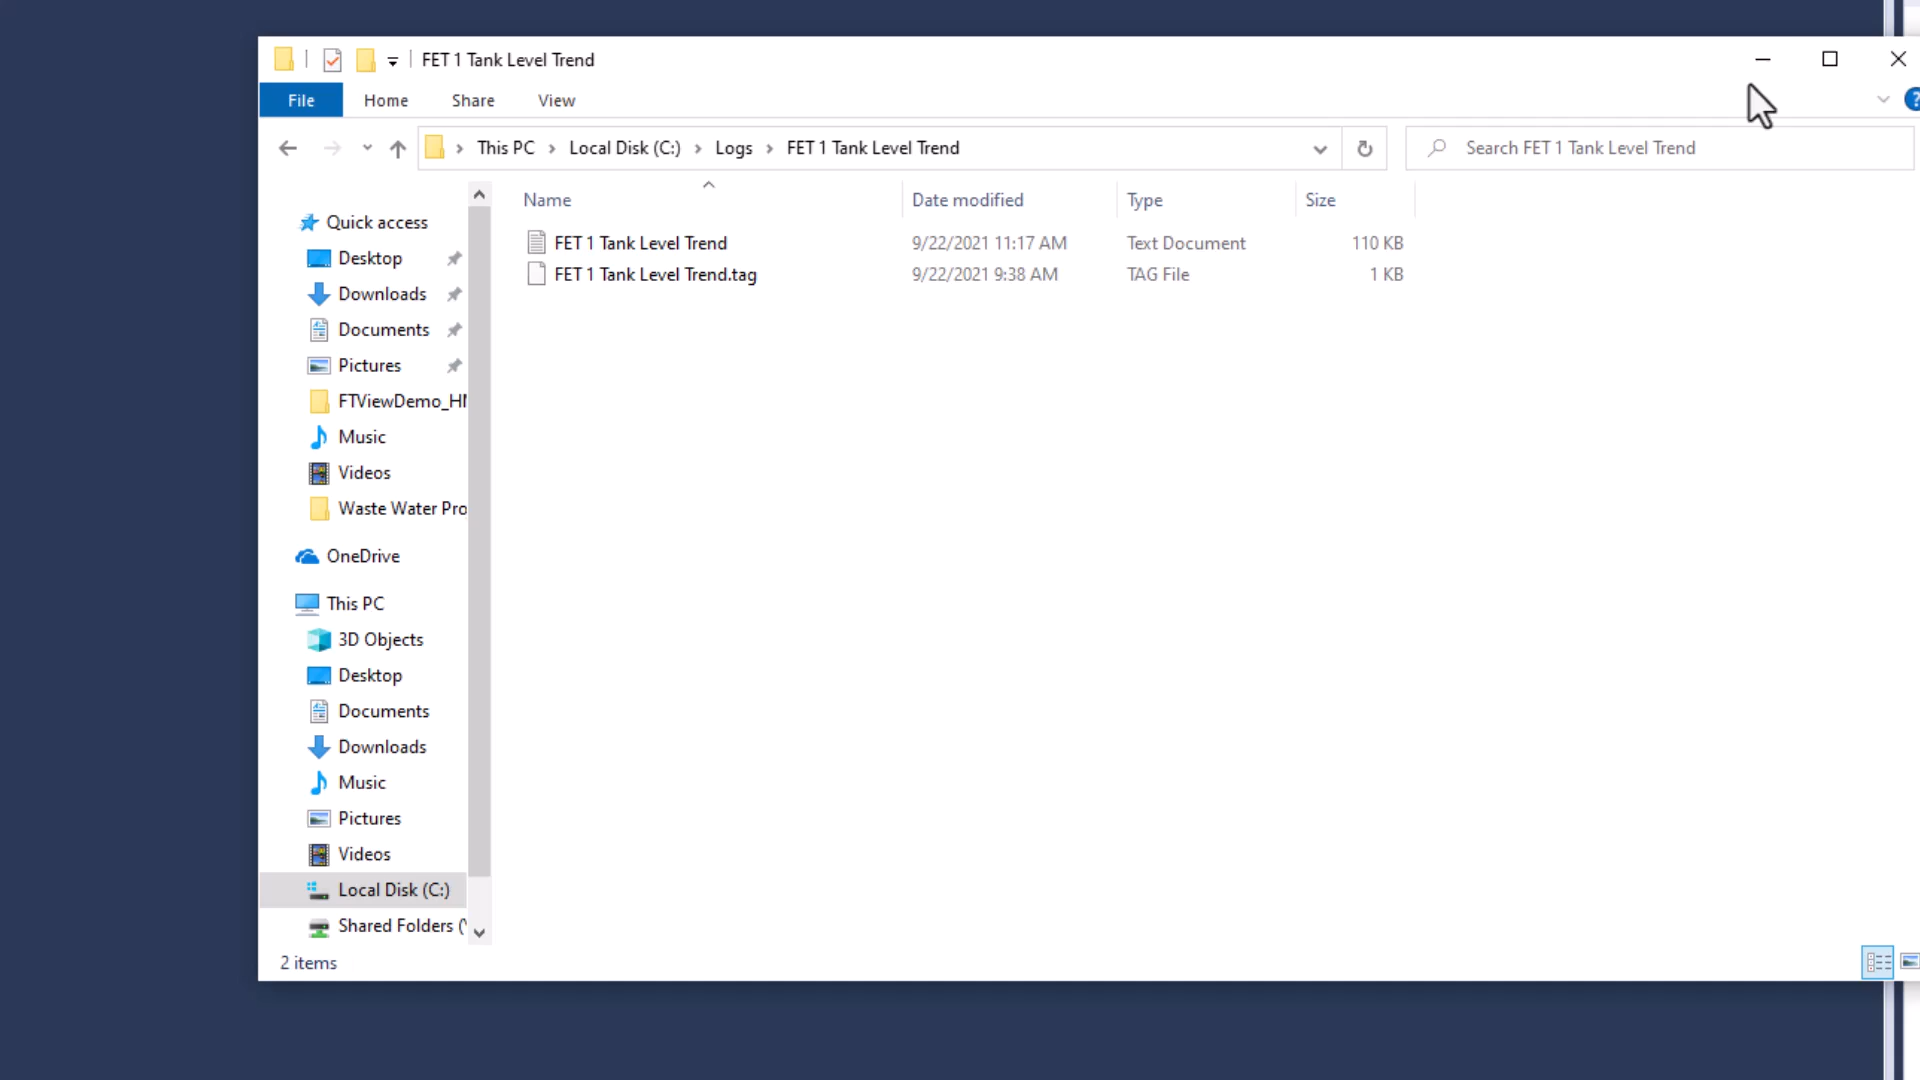 FET 1 Tank Level Trend
File Home Share View
This PC Local Disk (C:) Logs FET 1 Tank Level Trend Search FET 1 Tank Level Trend
Name Date modified Type Size
FET 1 Tank Level Trend 9/22/2021 11:17 AM Text Document 110 KB
FET 1 Tank Level Trend.tag 9/22/2021 9:38 AM TAG File 1 KB
Quick access
Desktop
Downloads
Documents
Pictures
FTViewDemo_HM
Music
Videos
Waste Water Pro
OneDrive
This PC
3D Objects
Desktop
Documents
Downloads
Music
Pictures
Videos
Local Disk (C:)
Shared Folders (
2 items